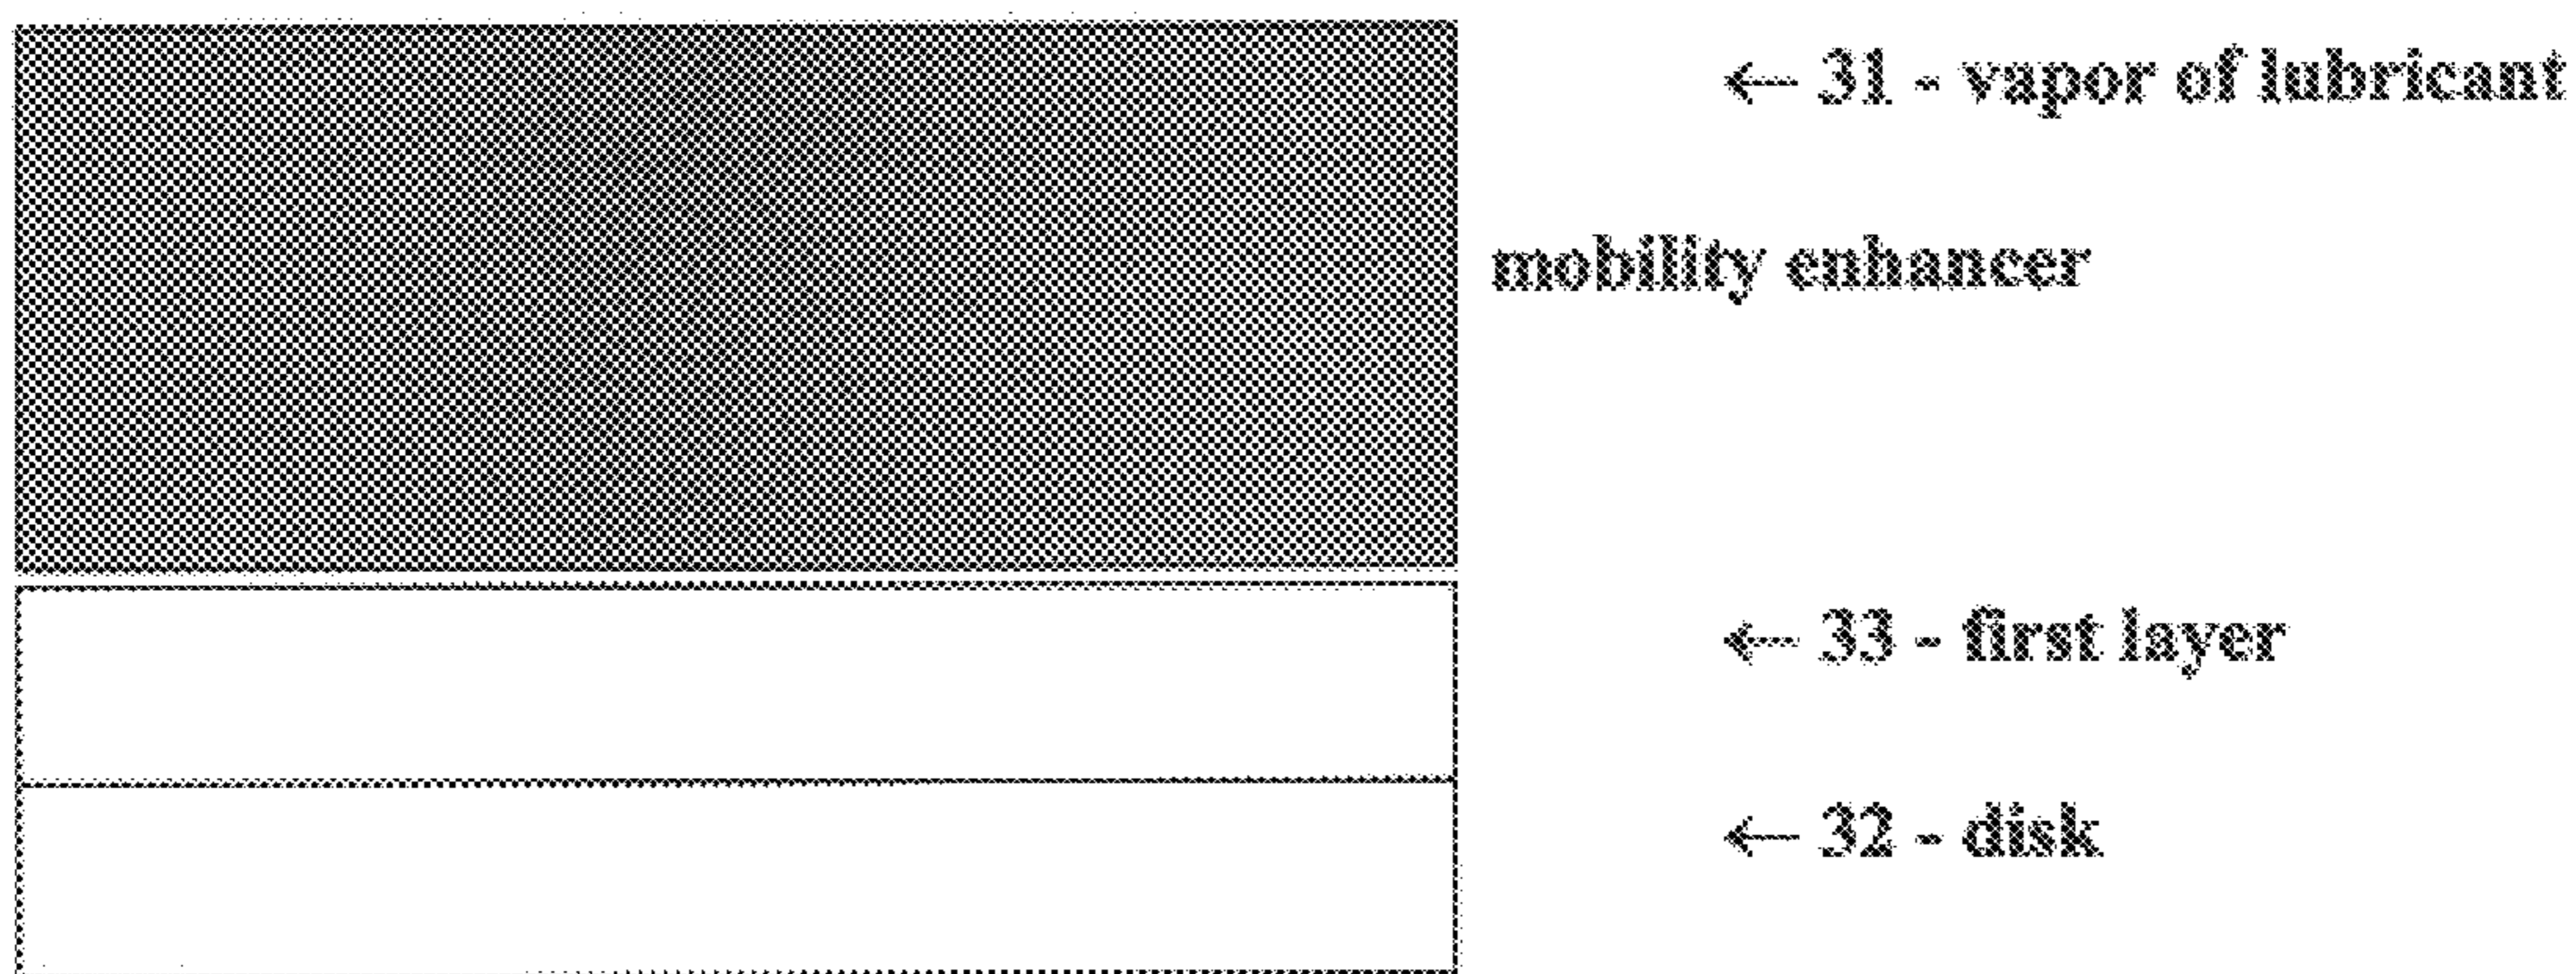 ← 31 - vapor of lubricant
mobility enhancer
← 33 - first layer
← 32 - disk